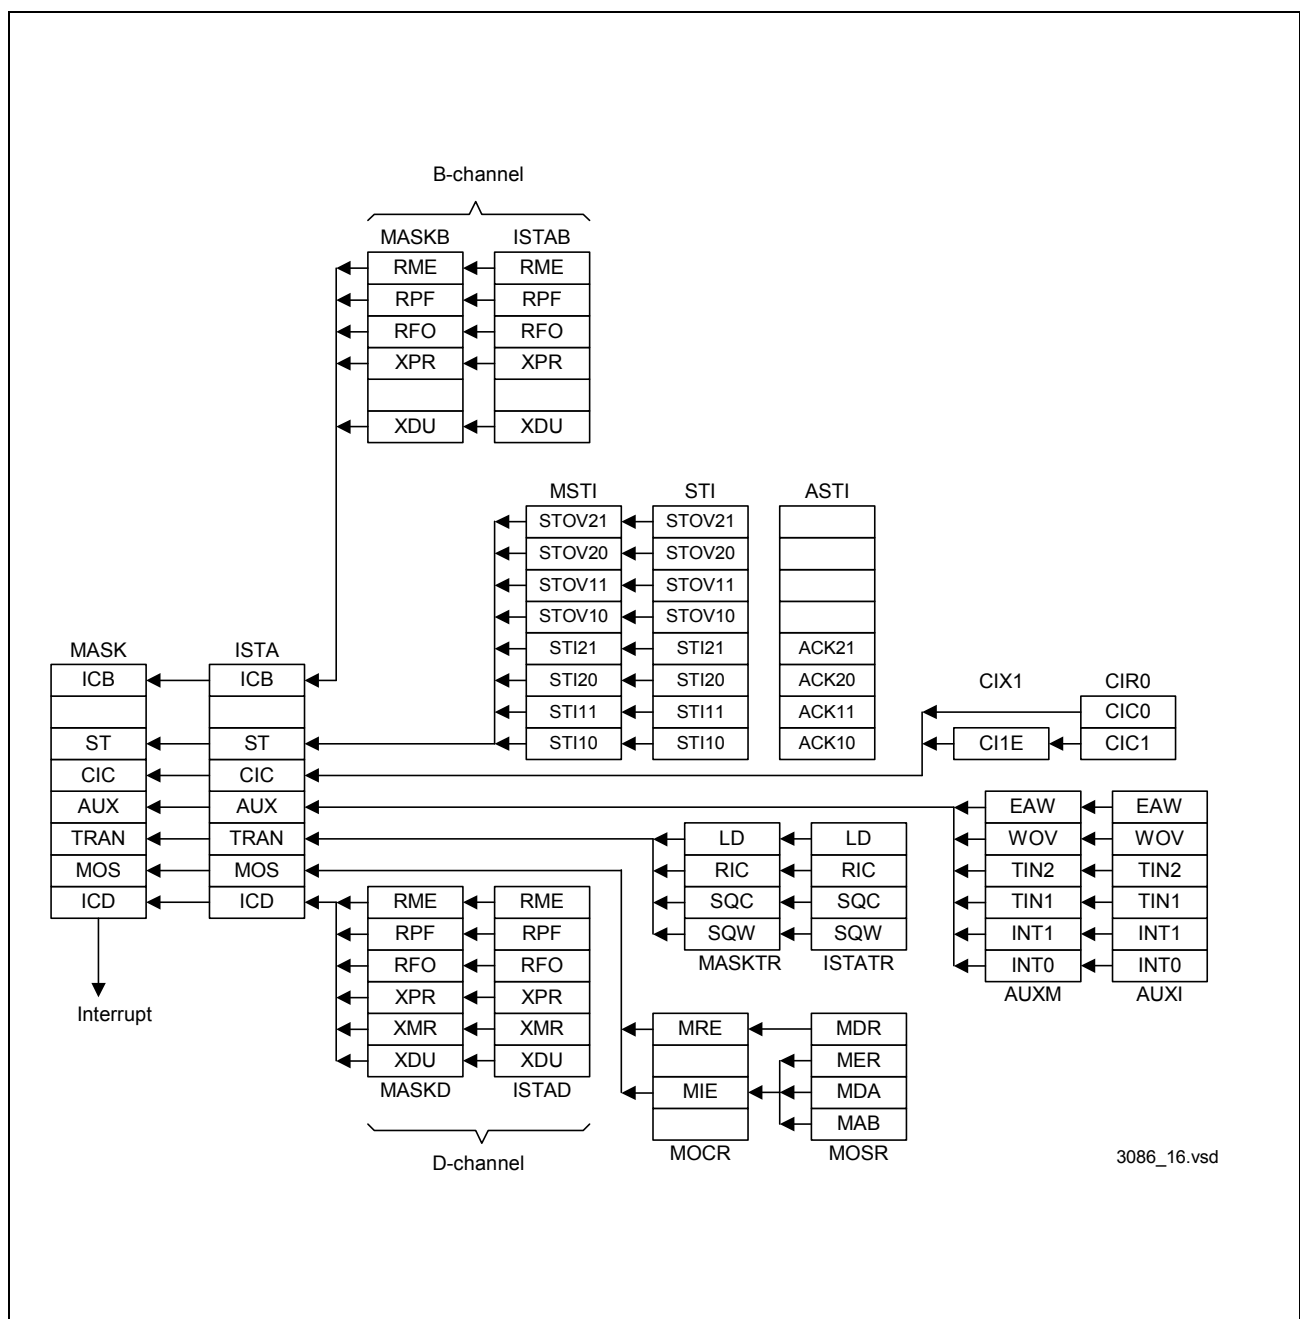 B-channel
MASKB ISTAB
RME RME
RPF RPF
RFO RFO
XPR XPR
XDU XDU
MSTI STI ASTI
STOV21 STOV21
STOV20 STOV20
STOV11 STOV11
STOV10 STOV10
STI21 STI21 ACK21
STI20 STI20 ACK20
STI11 STI11 ACK11
STI10 STI10 ACK10
MASK ISTA
ICB ICB
ST ST
CIC CIC
AUX AUX
TRAN TRAN
MOS MOS
ICD ICD
Interrupt
CIX1 CIR0
CIC0
CI1E CIC1
EAW EAW
WOV WOV
TIN2 TIN2
TIN1 TIN1
INT1 INT1
INT0 INT0
AUXM AUXI
LD LD
RIC RIC
SQC SQC
SQW SQW
MASKTR ISTATR
RME RME
RPF RPF
RFO RFO
XPR XPR
XMR XMR
XDU XDU
MASKD ISTAD
D-channel
MRE MDR
MER
MIE MDA
MAB
MOCR MOSR
3086_16.vsd